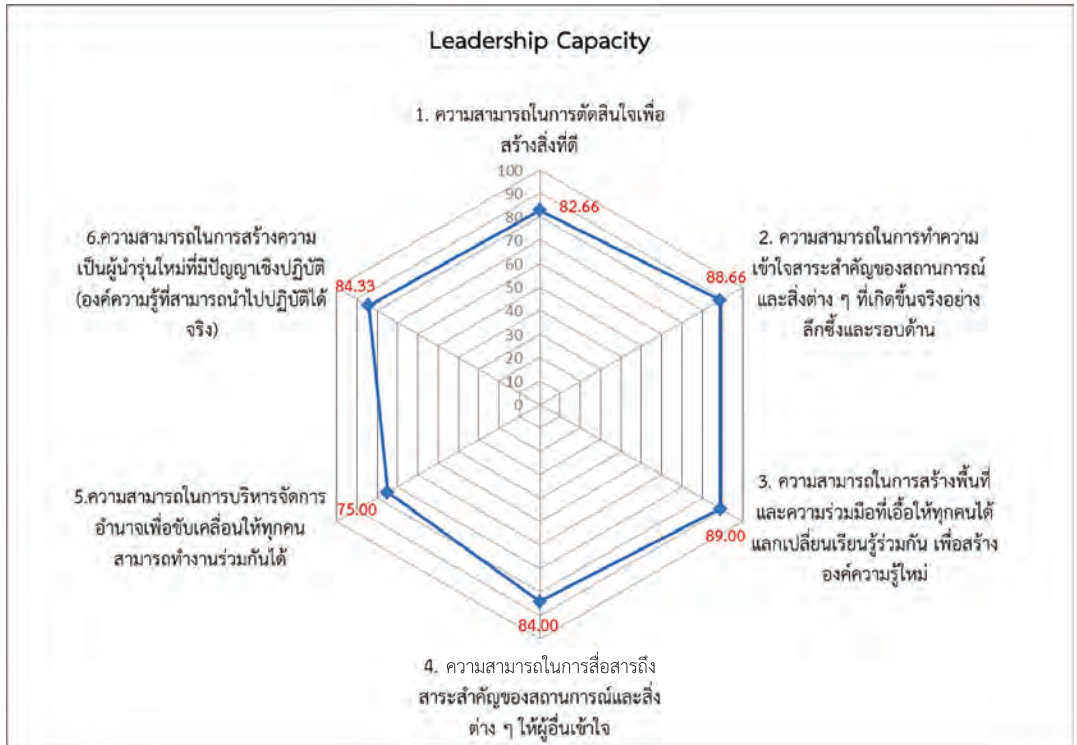 Leadership Capacity
1. ความสามารถในการตัดสินใจเพื่อ
สร้างสิ่งที่ดี
100
90
80
70
60
50
40
30
20
10
0
82.66
2. ความสามารถในการทำความ
เข้าใจสาระสำคัญของสถานการณ์
และสิ่งต่าง ๆ ที่เกิดขึ้นจริงอย่าง
ลึกซึ้งและรอบด้าน
88.66
3. ความสามารถในการสร้างพื้นที่
และความร่วมมือที่เอื้อให้ทุกคนได้
แลกเปลี่ยนเรียนรู้ร่วมกัน เพื่อสร้าง
องค์ความรู้ใหม่
89.00
84.00
4. ความสามารถในการสื่อสารถึง
สาระสำคัญของสถานการณ์และสิ่ง
ต่าง ๆ ให้ผู้อื่นเข้าใจ
5.ความสามารถในการบริหารจัดการ
อำนาจเพื่อขับเคลื่อนให้ทุกคน
สามารถทำงานร่วมกันได้
75.00
6.ความสามารถในการสร้างความ
เป็นผู้นำรุ่นใหม่ที่มีปัญญาเชิงปฏิบัติ
(องค์ความรู้ที่สามารถนำไปปฏิบัติได้
จริง)
84.33